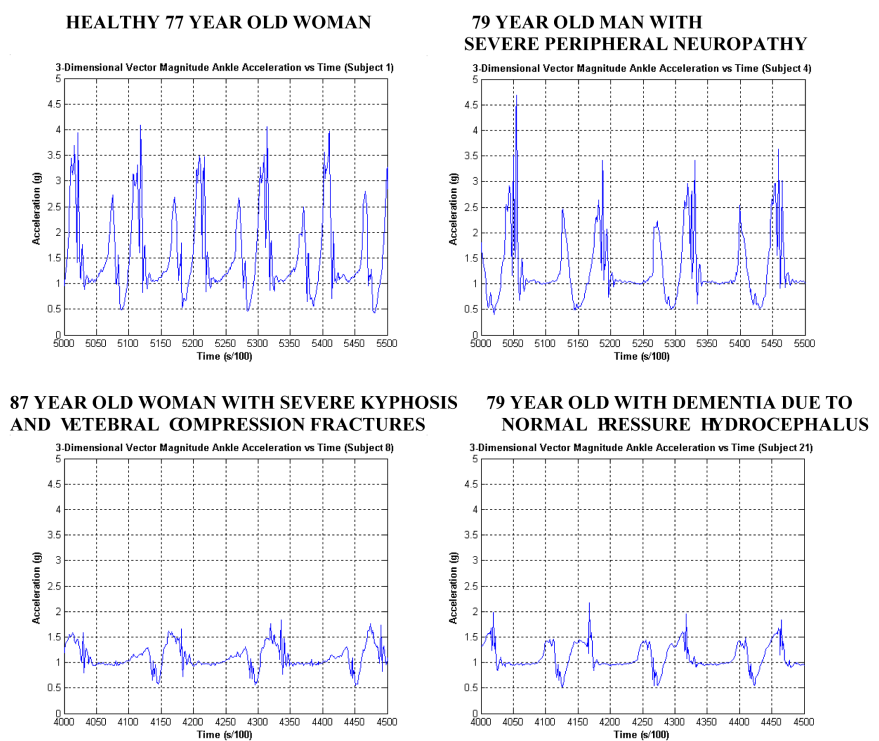 HEALTHY 77 YEAR OLD WOMAN
3-Dimensional Vector Magnitude Ankle Acceleration vs Time (Subject 1)
Acceleration (g)
5
4.5
4
3.5
3
2.5
2
1.5
1
0.5
0
5000 5050 5100 5150 5200 5250 5300 5350 5400 5450 5500
Time (s/100)
79 YEAR OLD MAN WITH
SEVERE PERIPHERAL NEUROPATHY
3-Dimensional Vector Magnitude Ankle Acceleration vs Time (Subject 4)
Acceleration (g)
5
4.5
4
3.5
3
2.5
2
1.5
1
0.5
0
5000 5050 5100 5150 5200 5250 5300 5350 5400 5450 5500
Time (s/100)
87 YEAR OLD WOMAN WITH SEVERE KYPHOSIS
AND VETEBRAL COMPRESSION FRACTURES
3-Dimensional Vector Magnitude Ankle Acceleration vs Time (Subject 8)
Acceleration (g)
5
4.5
4
3.5
3
2.5
2
1.5
1
0.5
0
4000 4050 4100 4150 4200 4250 4300 4350 4400 4450 4500
Time (s/100)
79 YEAR OLD WITH DEMENTIA DUE TO
NORMAL PRESSURE HYDROCEPHALUS
3-Dimensional Vector Magnitude Ankle Acceleration vs Time (Subject 21)
Acceleration (g)
5
4.5
4
3.5
3
2.5
2
1.5
1
0.5
0
4000 4050 4100 4150 4200 4250 4300 4350 4400 4450 4500
Time (s/100)